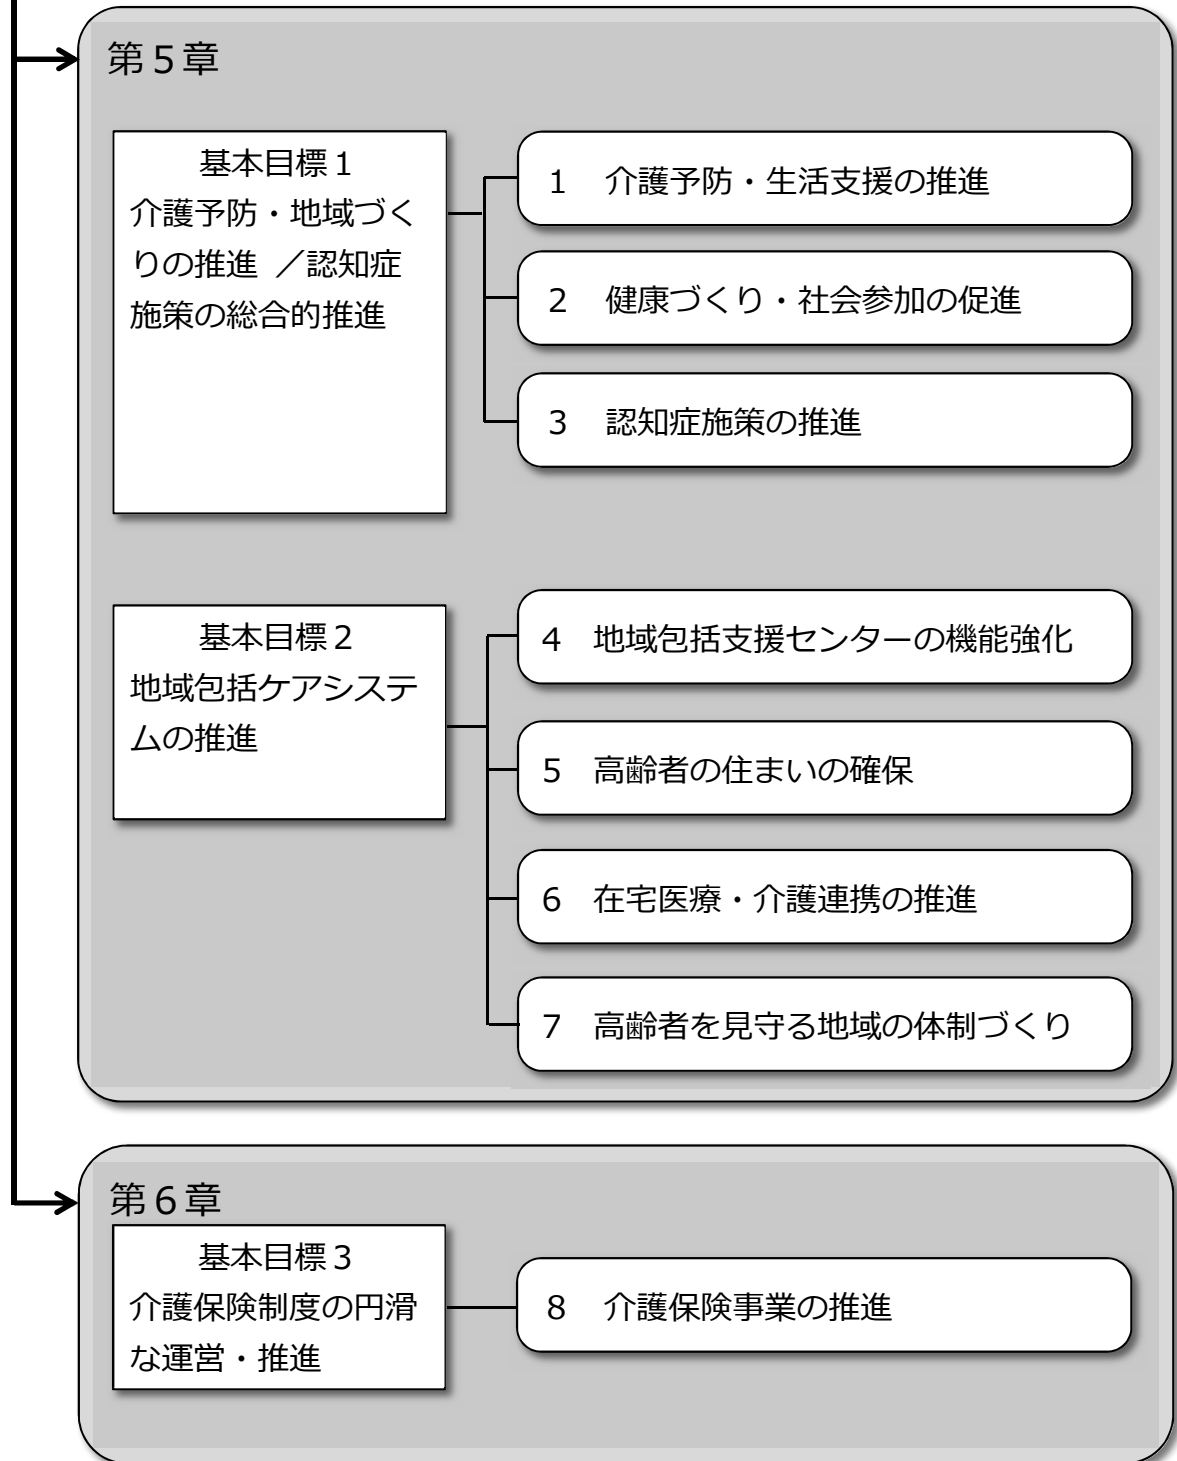 第５章
基本目標１
介護予防・地域づく
りの推進 ／認知症
施策の総合的推進
１　介護予防・生活支援の推進
２　健康づくり・社会参加の促進
３　認知症施策の推進
基本目標２
地域包括ケアシステ
ムの推進
４　地域包括支援センターの機能強化
５　高齢者の住まいの確保
６　在宅医療・介護連携の推進
７　高齢者を見守る地域の体制づくり
第６章
基本目標３
介護保険制度の円滑
な運営・推進
８　介護保険事業の推進